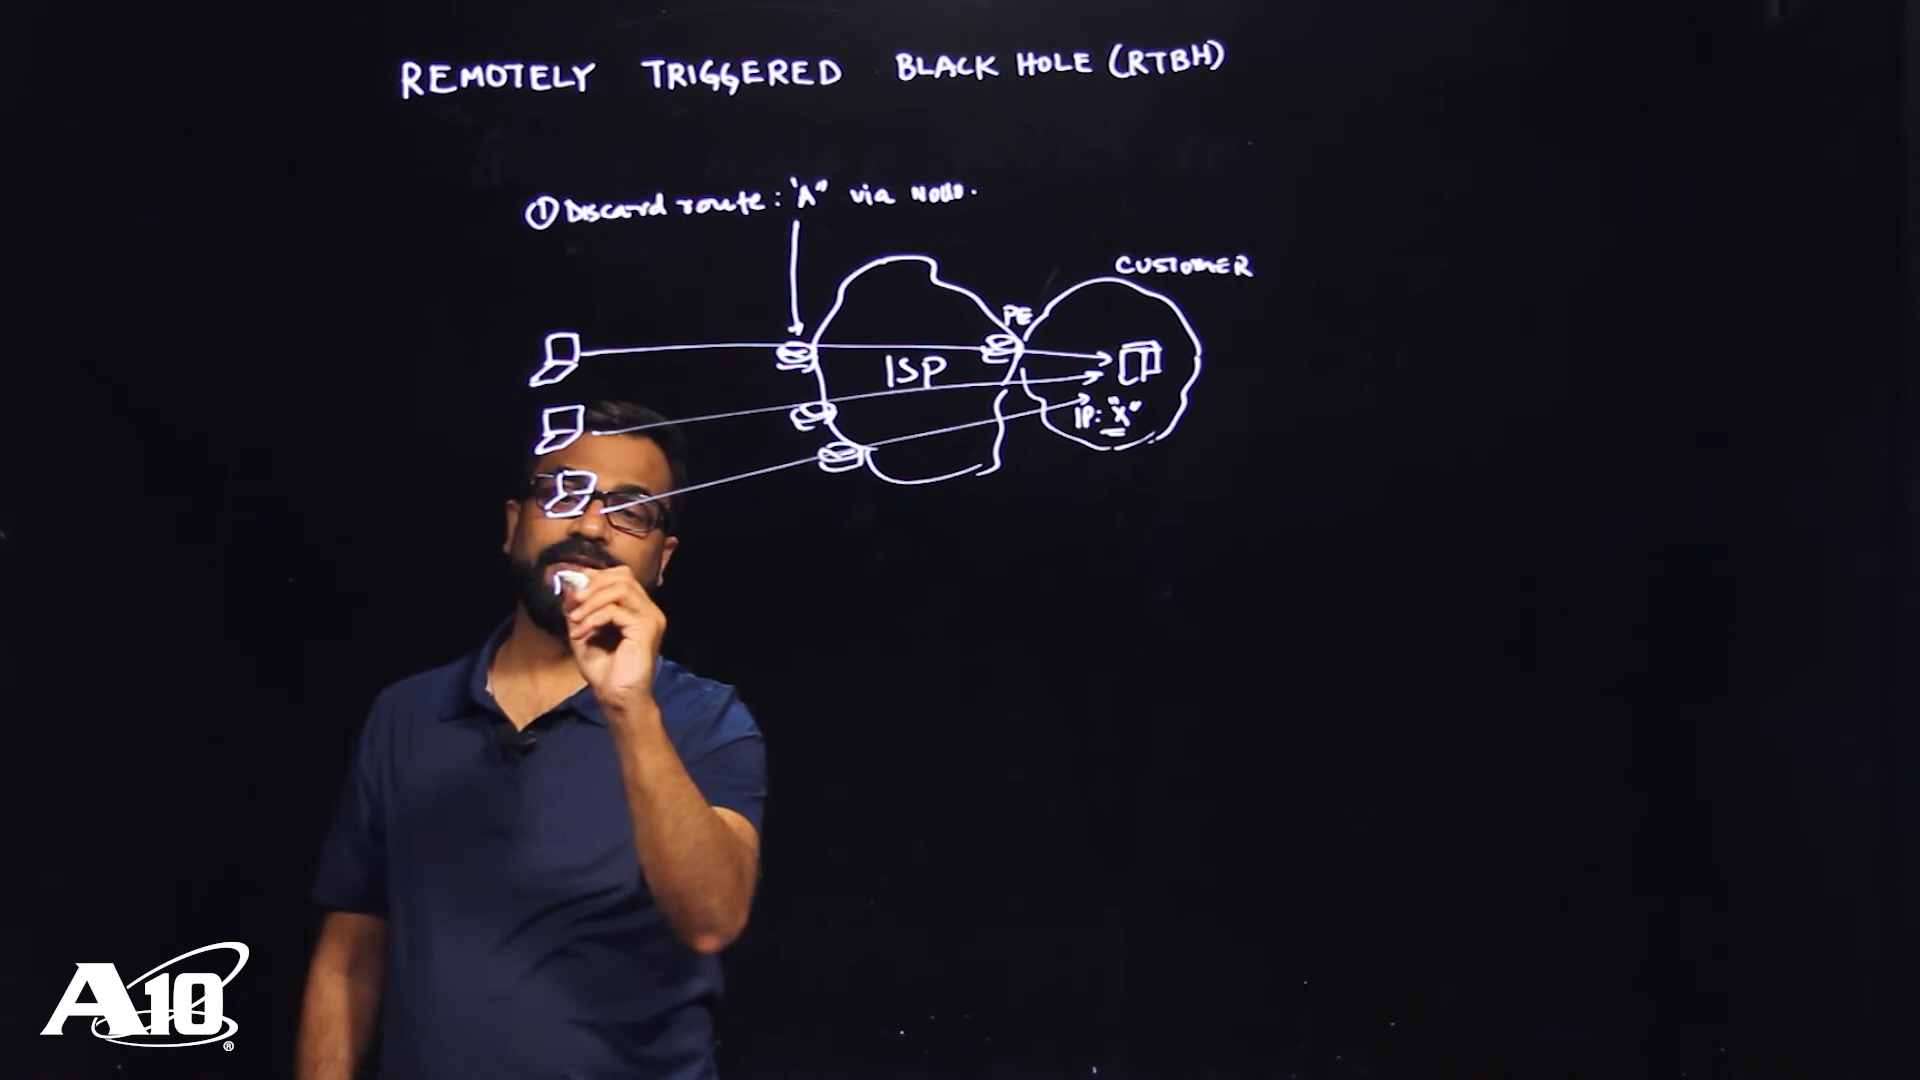 REMOTELY TRIGGERED BLACK HOLE (RTBH)
① Discard route: "A" via Null0.
CUSTOMER
PE
ISP
IP: "X"
A10®